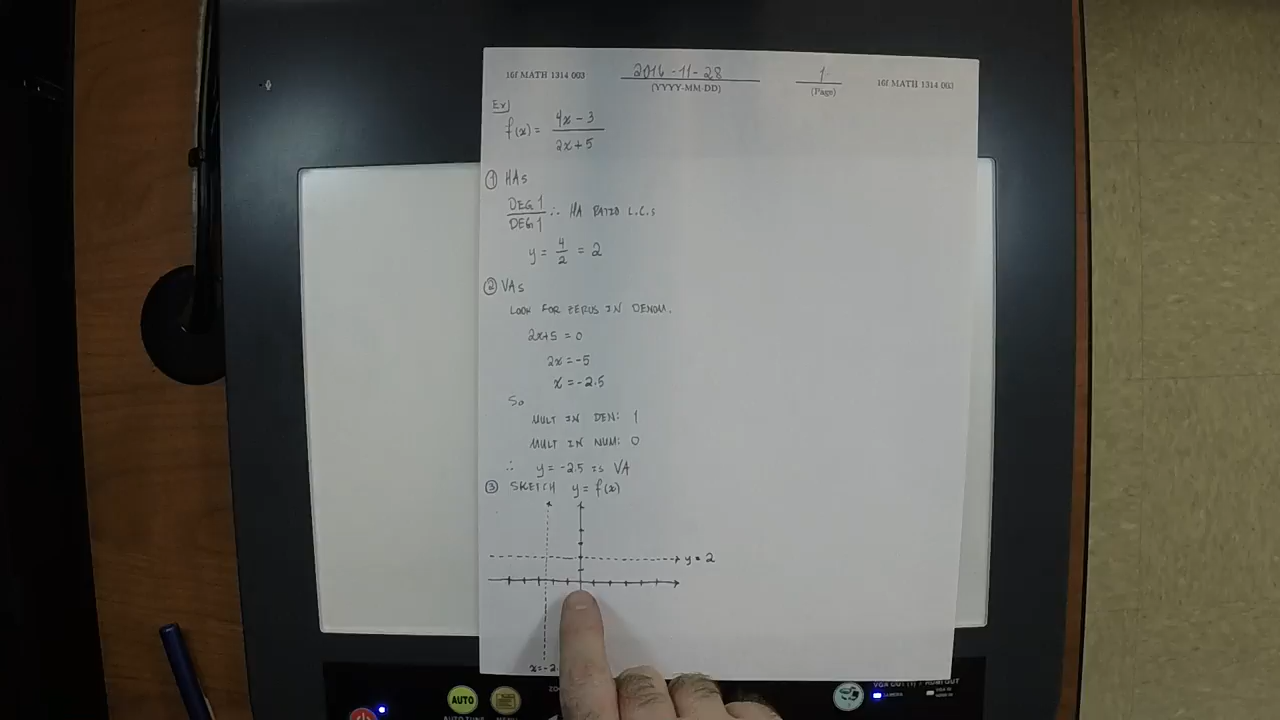 16f MATH 1314 003 2016-11-28 1 16f MATH 1314 003
(YYYY-MM-DD) (Page)
Ex]
f(x) = 4x - 3
2x + 5
① HAs
DEG 1
DEG 1
∴ HA RATIO L.C.s
y = 4/2 = 2
② VAs
LOOK FOR ZEROS IN DENOM.
2x+5 = 0
2x = -5
x = -2.5
So
MULT IN DEN: 1
MULT IN NUM: 0
∴ y = -2.5 is VA
③ SKETCH y = f(x)
y = 2
x = -2.
AUTO
AUTO TUNE